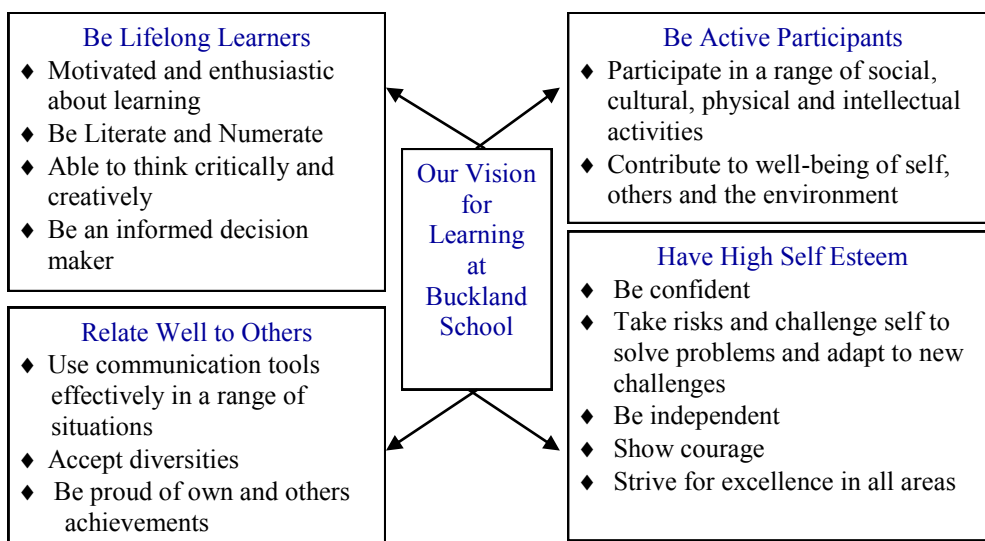 Be Lifelong Learners
♦ Motivated and enthusiastic
about learning
♦ Be Literate and Numerate
♦ Able to think critically and
creatively
♦ Be an informed decision
maker
Be Active Participants
♦ Participate in a range of social,
cultural, physical and intellectual
activities
♦ Contribute to well-being of self,
others and the environment
Our Vision
for
Learning
at
Buckland
School
Relate Well to Others
♦ Use communication tools
effectively in a range of
situations
♦ Accept diversities
♦ Be proud of own and others
achievements
Have High Self Esteem
♦ Be confident
♦ Take risks and challenge self to
solve problems and adapt to new
challenges
♦ Be independent
♦ Show courage
♦ Strive for excellence in all areas